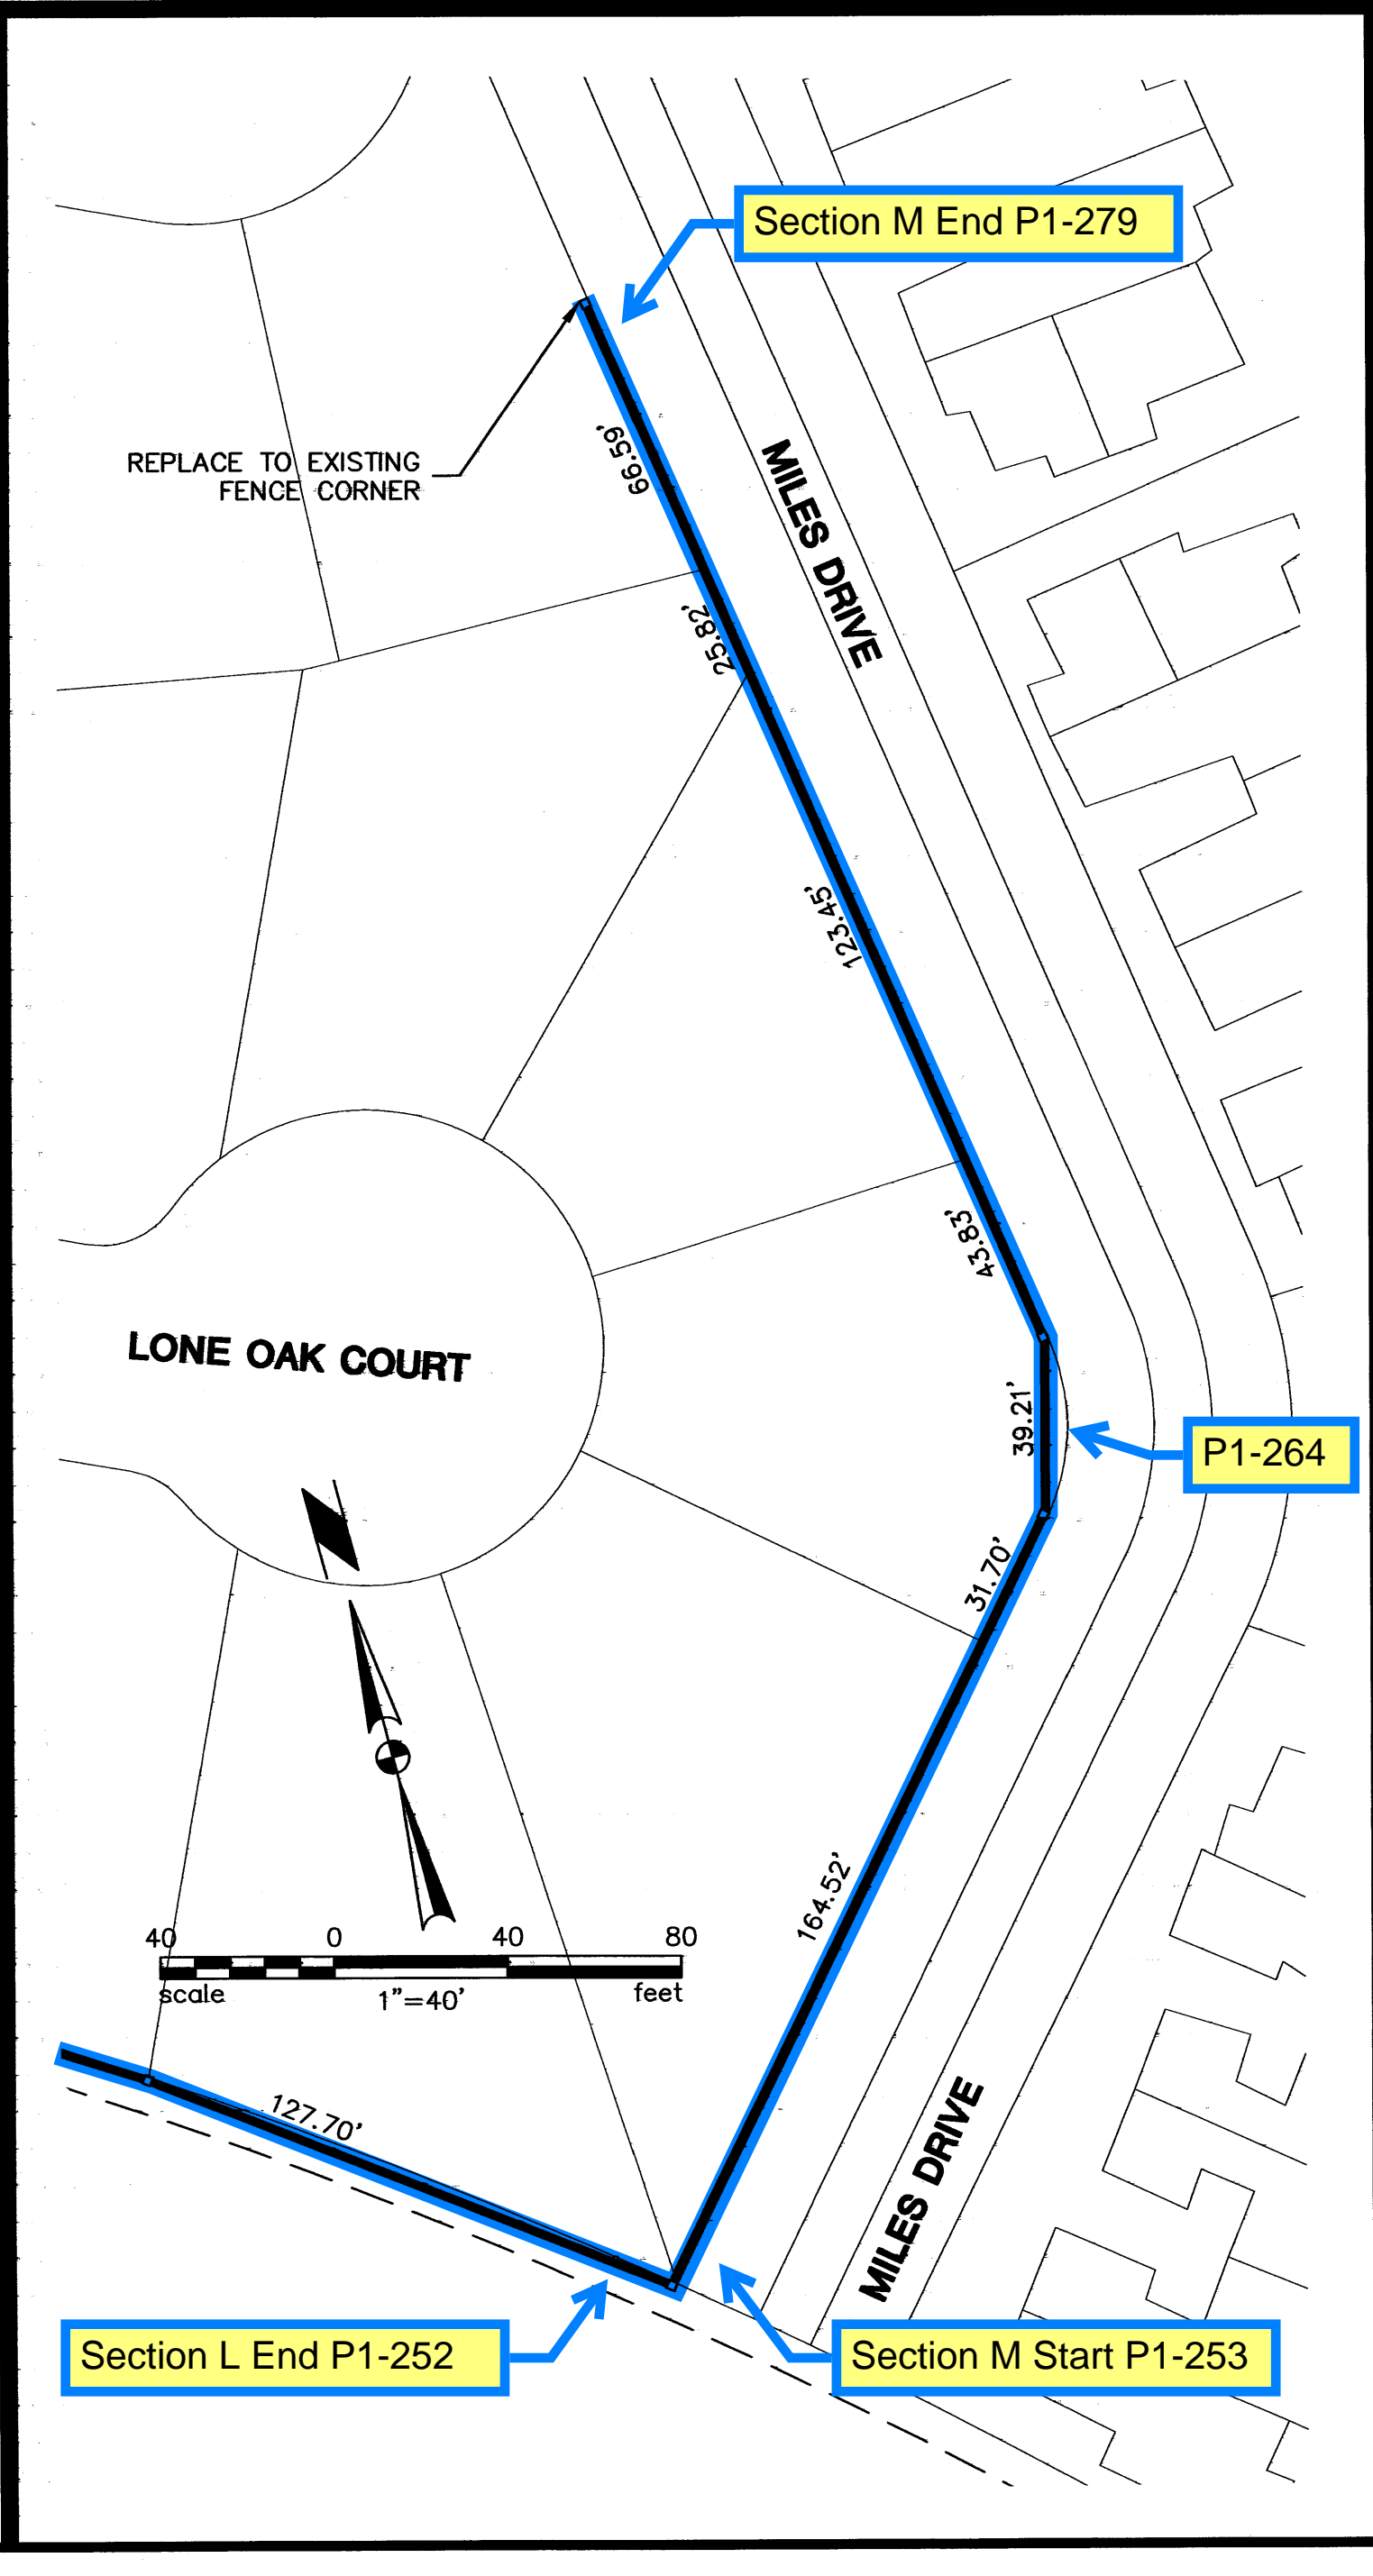 Section M End P1-279
REPLACE TO EXISTING
FENCE CORNER
66.59'
MILES DRIVE
25.82'
123.45'
43.83'
LONE OAK COURT
39.21'
P1-264
N
31.70'
164.52'
40 0 40 80
scale 1"=40' feet
127.70'
MILES DRIVE
Section L End P1-252
Section M Start P1-253